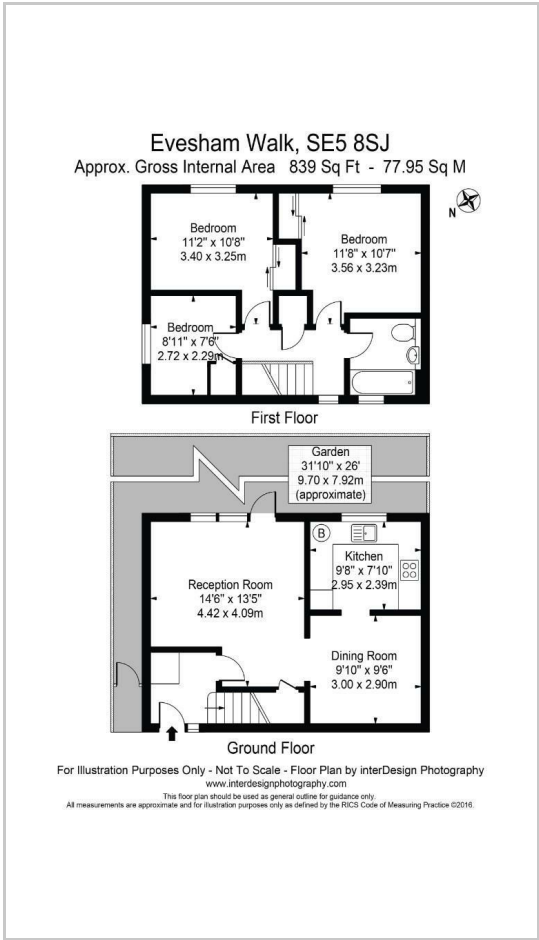 Evesham Walk, SE5 8SJ
Approx. Gross Internal Area 839 Sq Ft - 77.95 Sq M
N
Bedroom
11'2" x 10'8"
3.40 x 3.25m
Bedroom
11'8" x 10'7"
3.56 x 3.23m
Bedroom
8'11" x 7'6"
2.72 x 2.29m
First Floor
Garden
31'10" x 26'
9.70 x 7.92m
(approximate)
B
Kitchen
9'8" x 7'10"
2.95 x 2.39m
Reception Room
14'6" x 13'5"
4.42 x 4.09m
Dining Room
9'10" x 9'6"
3.00 x 2.90m
Ground Floor
For Illustration Purposes Only - Not To Scale - Floor Plan by interDesign Photography
www.interdesignphotography.com
This floor plan should be used as general outline for guidance only.
All measurements are approximate and for illustration purposes only as defined by the RICS Code of Measuring Practice ©2016.